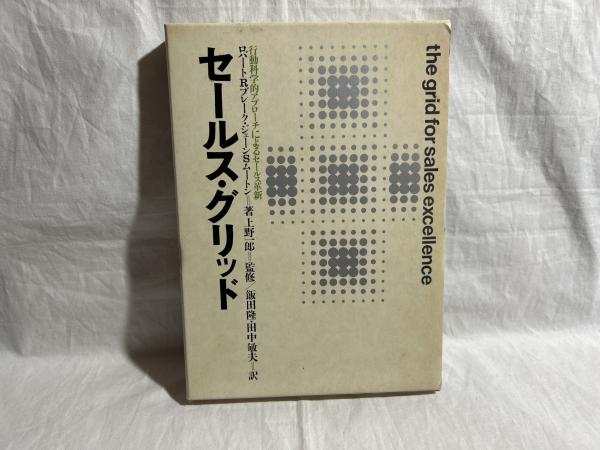 the grid for sales excellence
行動科学的アプローチによるセールス革新
ロバートR.ブレーク・ジェーンS.ムートン=著 上野一郎=監修/飯田隆・田中敏夫=訳
セールス・グリッド